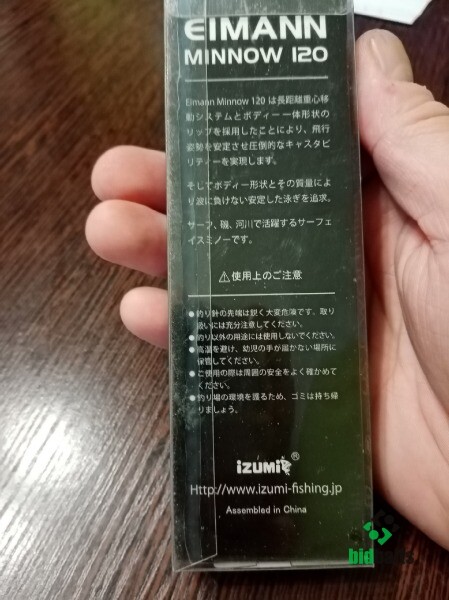 EIMANN
MINNOW 120
Eimann Minnow 120 は長距離重心移
動システムとボディー一体形状の
リップを採用したことにより、飛行
姿勢を安定させ圧倒的なキャスタビ
リティーを実現します。
そしてボディー形状とその質量によ
り波に負けない安定した泳ぎを追求。
サーフ、磯、河川で活躍するサーフェ
イスミノーです。
⚠使用上のご注意
●釣り針の先端は鋭く大変危険です。取り
扱いには充分注意してください。
●釣り以外の用途には使用しないでください。
●高温を避け、幼児の手が届かない場所に
保管してください。
●ご使用の際は周囲の安全をよく確かめて
ください。
●釣り場の環境を護るため、ゴミは持ち帰
りましょう、
izumi®
Http://www.izumi-fishing.jp
Assembled in China